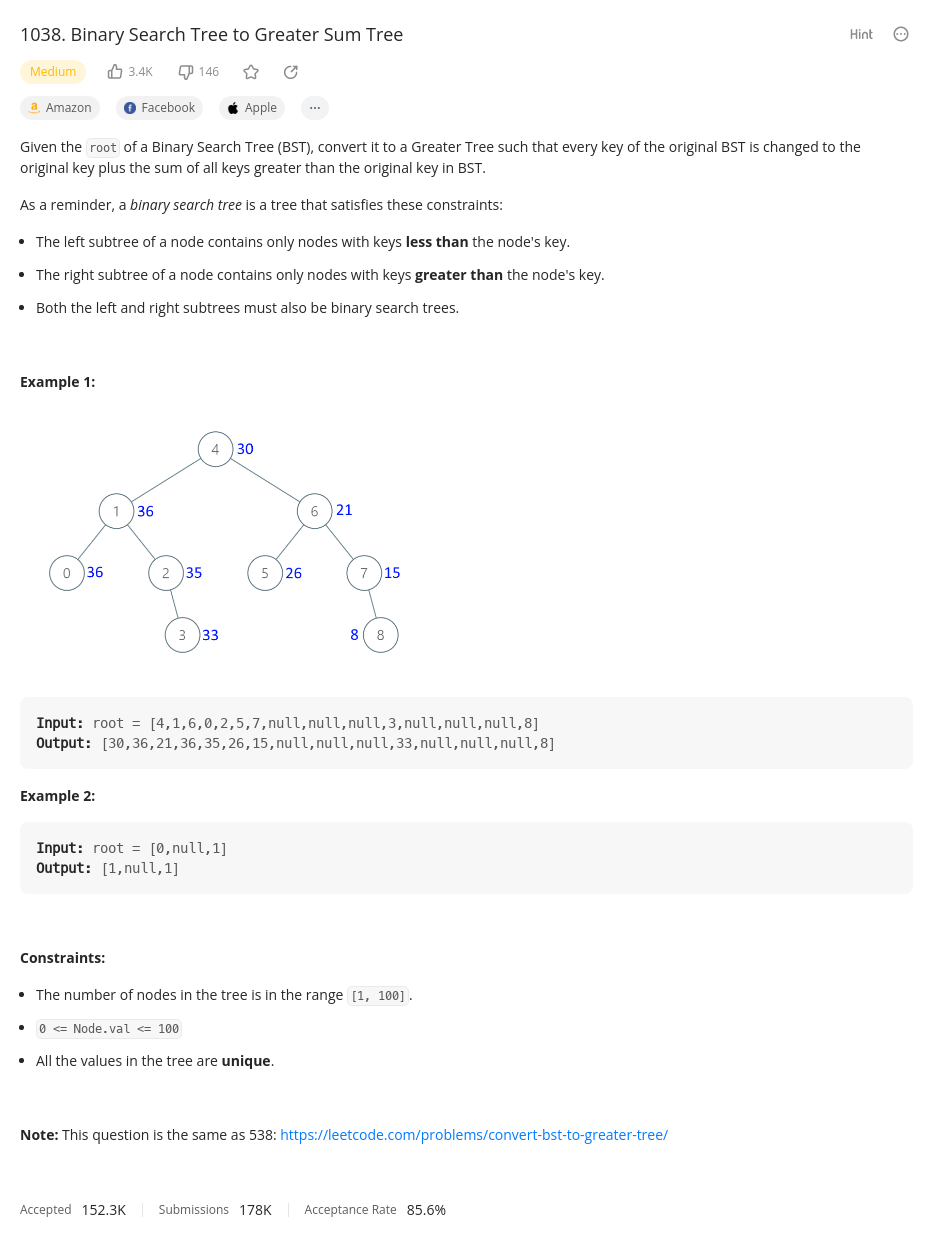 1038. Binary Search Tree to Greater Sum Tree
Hint
Medium 3.4K 146
Amazon Facebook Apple
Given the root of a Binary Search Tree (BST), convert it to a Greater Tree such that every key of the original BST is changed to the
original key plus the sum of all keys greater than the original key in BST.
As a reminder, a binary search tree is a tree that satisfies these constraints:
The left subtree of a node contains only nodes with keys less than the node's key.
The right subtree of a node contains only nodes with keys greater than the node's key.
Both the left and right subtrees must also be binary search trees.
Example 1:
4 30
1 36 6 21
0 36 2 35 5 26 7 15
3 33 8 8
Input: root = [4,1,6,0,2,5,7,null,null,null,3,null,null,null,8]
Output: [30,36,21,36,35,26,15,null,null,null,33,null,null,null,8]
Example 2:
Input: root = [0,null,1]
Output: [1,null,1]
Constraints:
The number of nodes in the tree is in the range [1, 100].
0 <= Node.val <= 100
All the values in the tree are unique.
Note: This question is the same as 538: https://leetcode.com/problems/convert-bst-to-greater-tree/
Accepted 152.3K Submissions 178K Acceptance Rate 85.6%